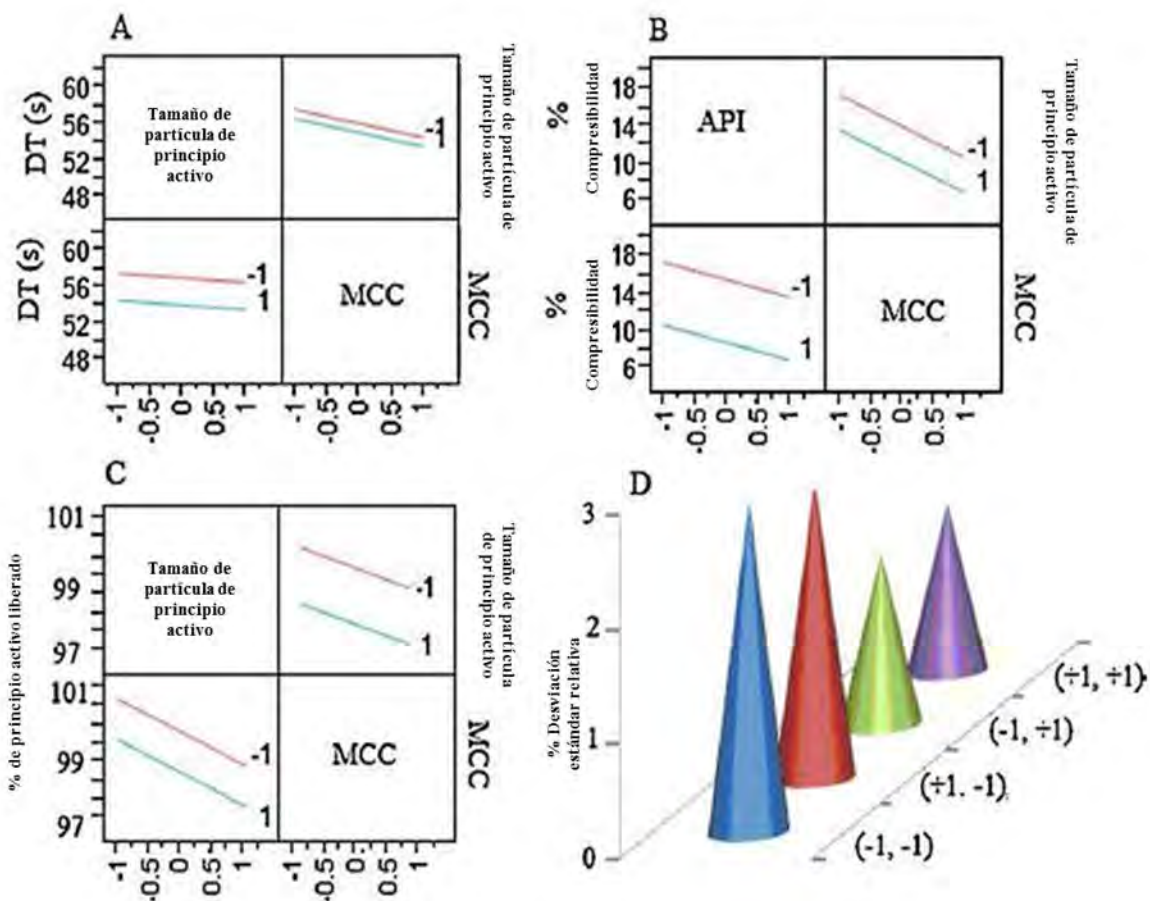 A
DT (s)
60
56
52
48
Tamaño de
partícula de
principio
activo
-1
1
Tamaño de partícula de
principio activo
DT (s)
60
56
52
48
-1
1
MCC
MCC
-1
-0.5
0
0.5
1
-1
-0.5
0
0.5
1
B
%
Compresibilidad
18
14
10
6
API
-1
1
Tamaño de partícula de
principio activo
%
Compresibilidad
18
14
10
6
-1
1
MCC
MCC
-1
-0.5
0
0.5
1
-1
-0.5
0
0.5
1
C
% de principio activo liberado
101
99
97
Tamaño de
partícula de
principio
activo
-1
1
Tamaño de partícula
de principio activo
101
99
97
-1
1
MCC
MCC
-1
-0.5
0
0.5
1
-1
-0.5
0
0.5
1
D
% Desviación
estándar relativa
3
2
1
0
(÷1, ÷1)
(-1, ÷1)
(÷1. -1)
(-1, -1)